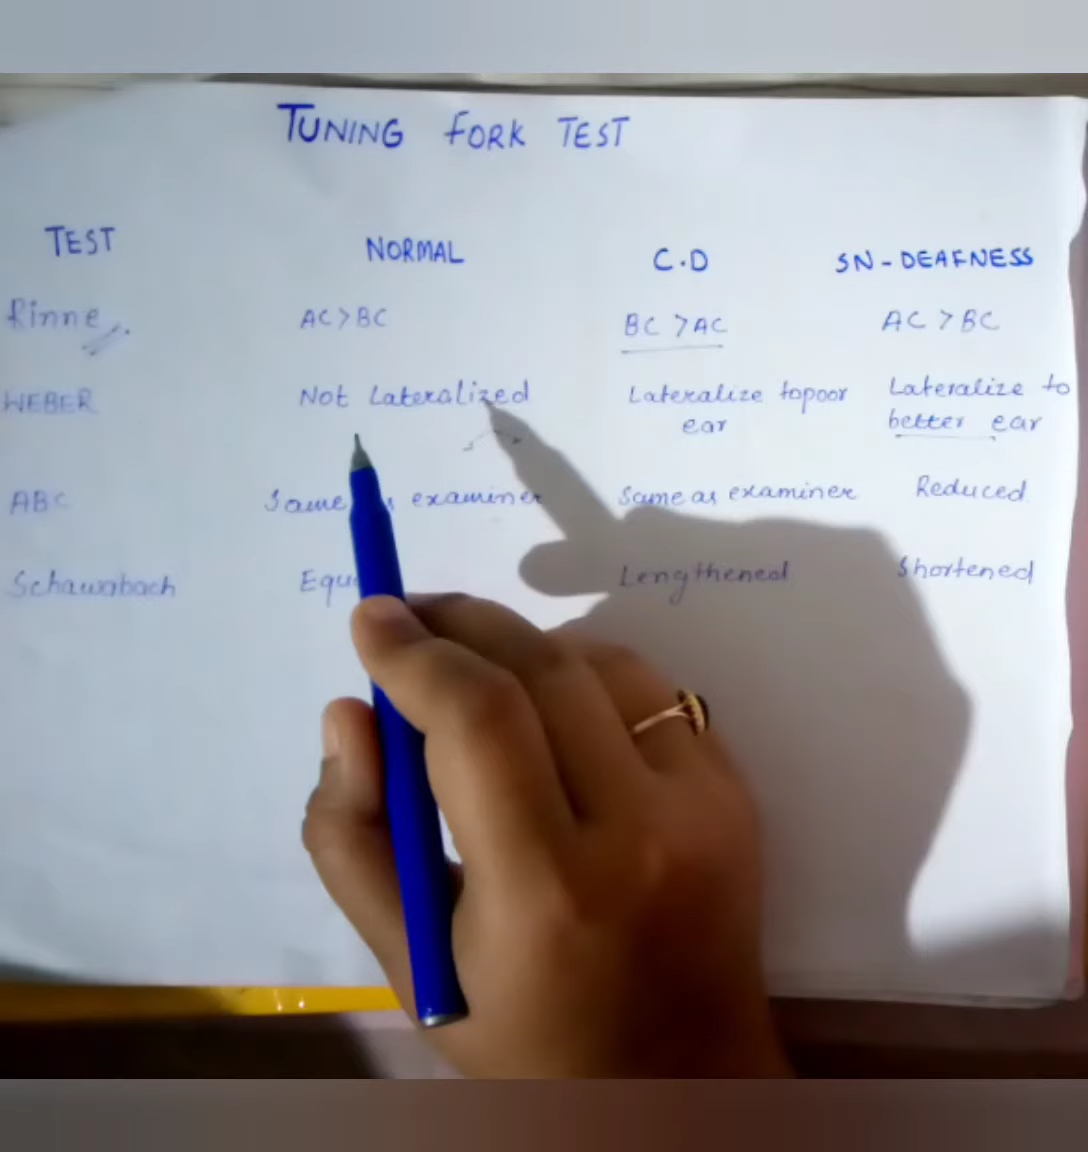 TUNING FORK TEST
TEST NORMAL C.D SN-DEAFNESS
Rinne AC>BC BC >AC AC > BC
WEBER Not Lateralized Lateralize topoor ear Lateralize to better ear
ABC Same examiner Same as examiner Reduced
Schawabach Lengthened Shortened